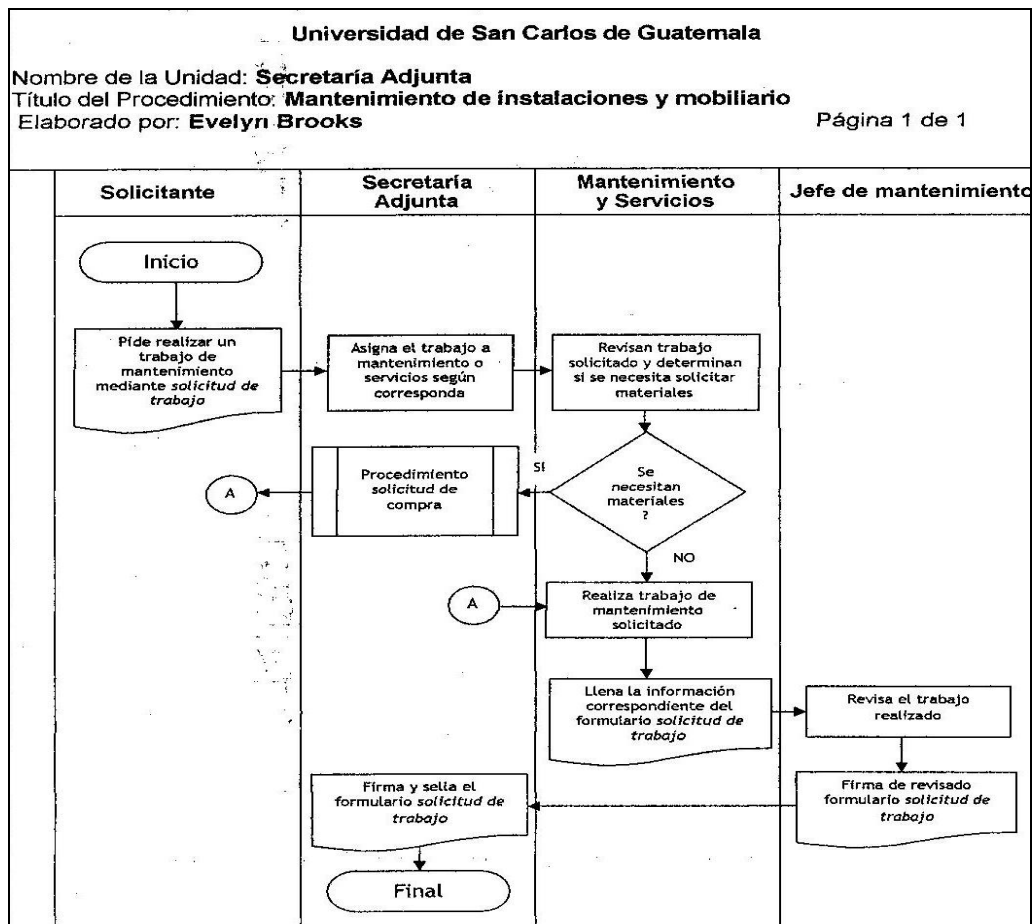 Universidad de San Carlos de Guatemala
Nombre de la Unidad: Secretaría Adjunta
Título del Procedimiento: Mantenimiento de instalaciones y mobiliario
Elaborado por: Evelyn Brooks
Página 1 de 1
Solicitante
Secretaría
Adjunta
Mantenimiento
y Servicios
Jefe de mantenimiento
Inicio
Pide realizar un
trabajo de
mantenimiento
mediante solicitud de
trabajo
Asigna el trabajo a
mantenimiento o
servicios según
corresponda
Revisan trabajo
solicitado y determinan
si se necesita solicitar
materiales
Se
necesitan
materiales
?
SI
Procedimiento
solicitud de
compra
A
NO
A
Realiza trabajo de
mantenimiento
solicitado
Llena la información
correspondiente del
formulario solicitud de
trabajo
Revisa el trabajo
realizado
Firma de revisado
formulario solicitud de
trabajo
Firma y sella el
formulario solicitud de
trabajo
Final